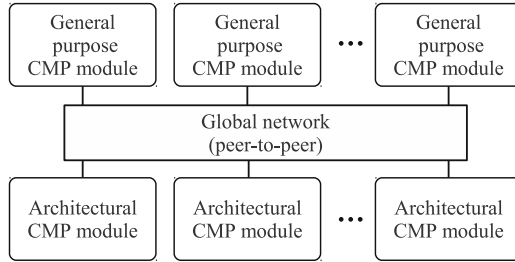 General
purpose
CMP module
General
purpose
CMP module
...
General
purpose
CMP module
Global network
(peer-to-peer)
Architectural
CMP module
Architectural
CMP module
...
Architectural
CMP module